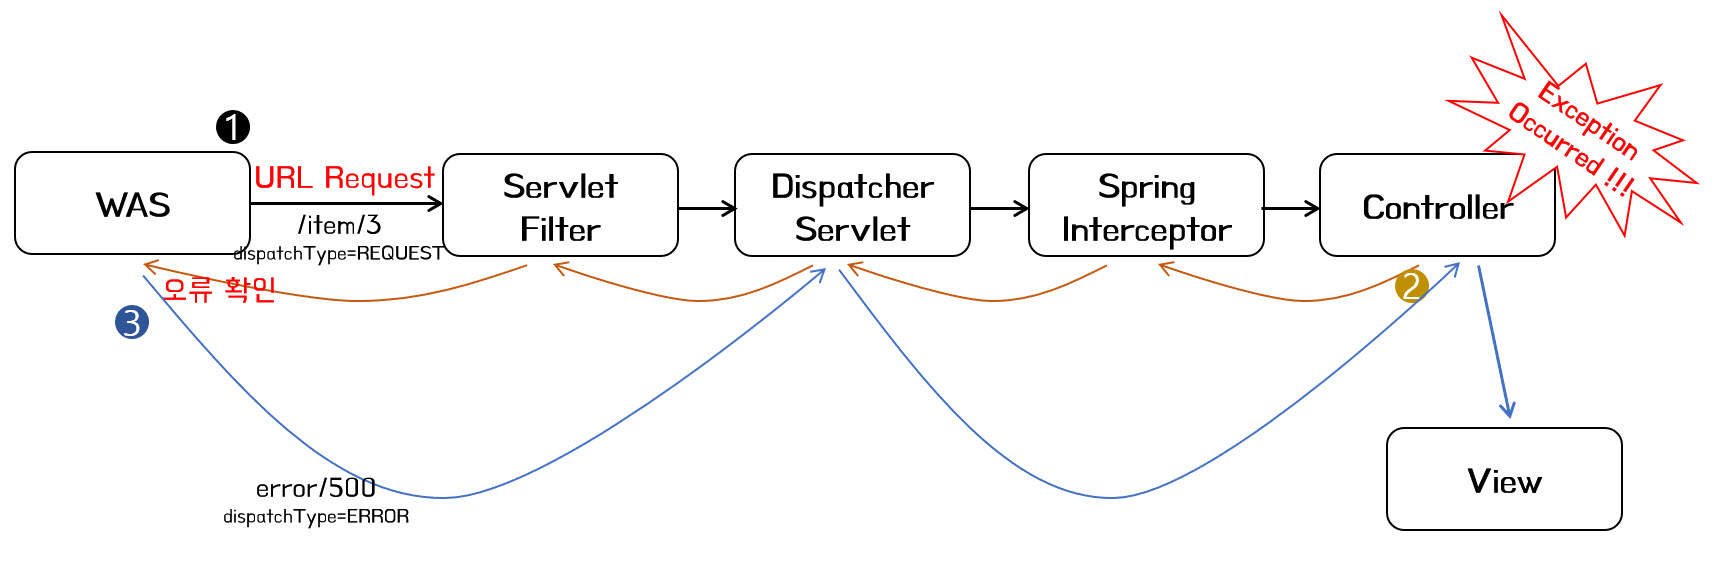 Exception
Occurred !!!
❶
WAS
URL Request
/item/3
dispatchType=REQUEST
Servlet
Filter
Dispatcher
Servlet
Spring
Interceptor
Controller
오류 확인
❷
❸
error/500
dispatchType=ERROR
View